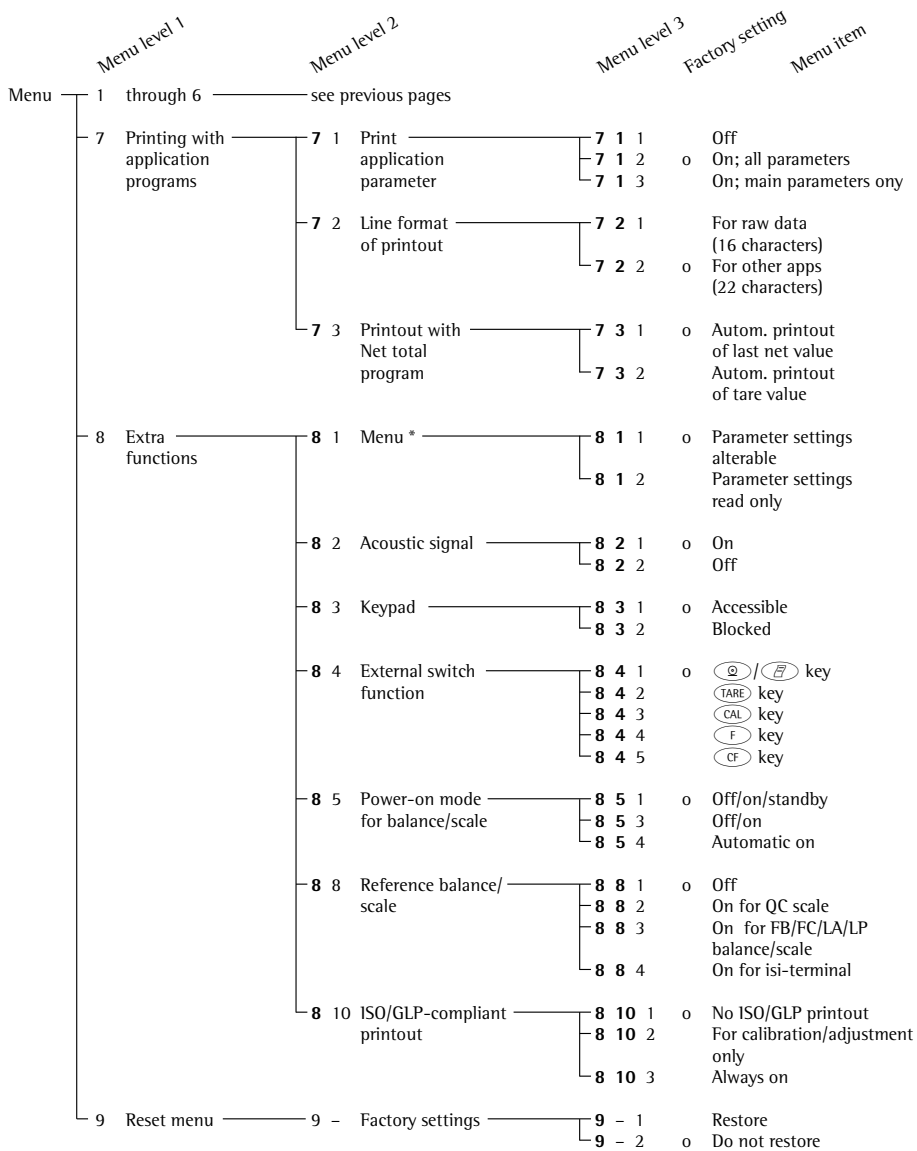 Menu level 1 Menu level 2 Menu level 3 Factory setting Menu item
Menu 1 through 6 see previous pages
7 Printing with 7 1 Print 7 1 1 Off
application application 7 1 2 o On; all parameters
programs parameter 7 1 3 On; main parameters ony
7 2 Line format 7 2 1 For raw data
of printout (16 characters)
7 2 2 o For other apps
(22 characters)
7 3 Printout with 7 3 1 o Autom. printout
Net total of last net value
program 7 3 2 Autom. printout
of tare value
8 Extra 8 1 Menu * 8 1 1 o Parameter settings
functions alterable
8 1 2 Parameter settings
read only
8 2 Acoustic signal 8 2 1 o On
8 2 2 Off
8 3 Keypad 8 3 1 o Accessible
8 3 2 Blocked
8 4 External switch 8 4 1 o / key
function 8 4 2 TARE key
8 4 3 CAL key
8 4 4 F key
8 4 5 CF key
8 5 Power-on mode 8 5 1 o Off/on/standby
for balance/scale 8 5 3 Off/on
8 5 4 Automatic on
8 8 Reference balance/ 8 8 1 o Off
scale 8 8 2 On for QC scale
8 8 3 On for FB/FC/LA/LP
balance/scale
8 8 4 On for isi-terminal
8 10 ISO/GLP-compliant 8 10 1 o No ISO/GLP printout
printout 8 10 2 For calibration/adjustment
only
8 10 3 Always on
9 Reset menu 9 – Factory settings 9 – 1 Restore
9 – 2 o Do not restore